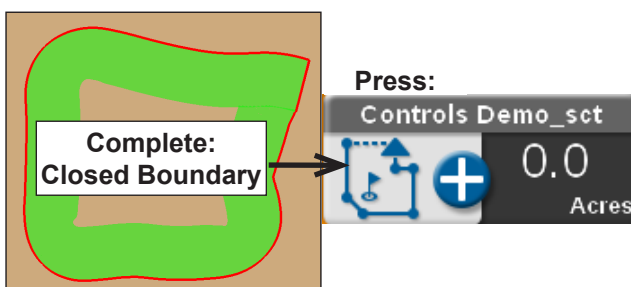 Press:
Controls Demo_sct
Complete:
Closed Boundary
0.0
Acres